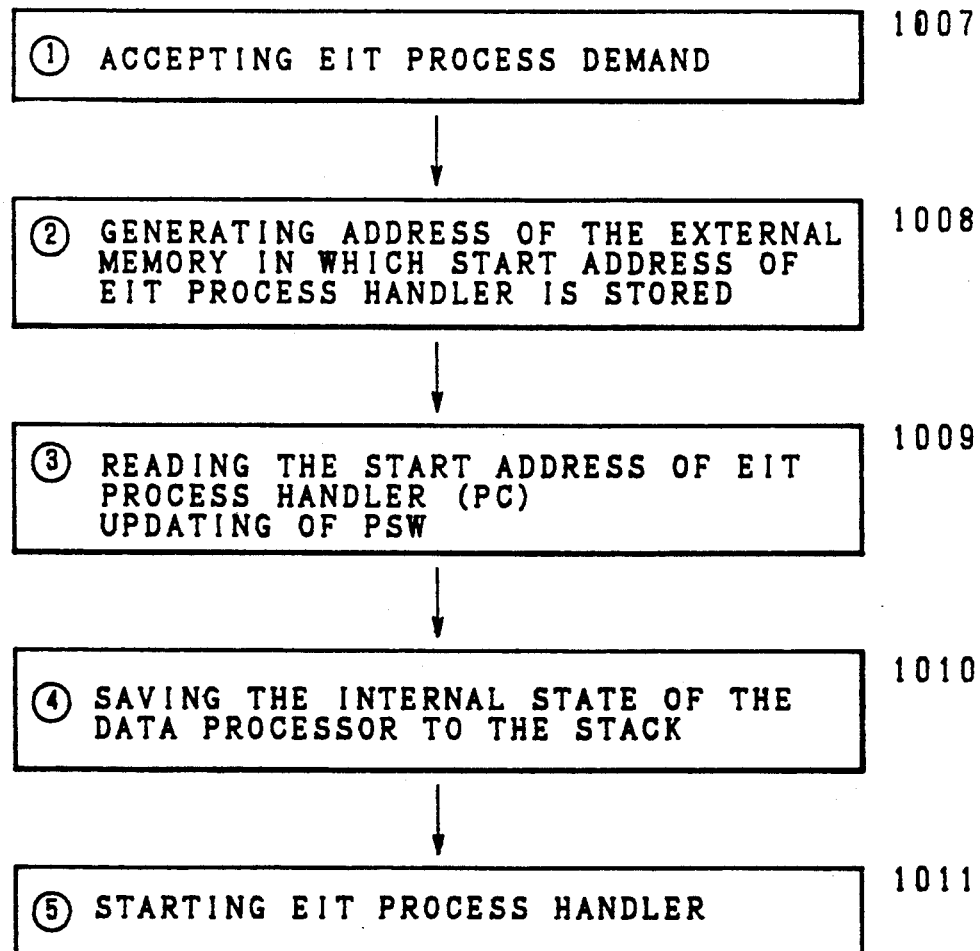 1007
① ACCEPTING EIT PROCESS DEMAND
1008
② GENERATING ADDRESS OF THE EXTERNAL
MEMORY IN WHICH START ADDRESS OF
EIT PROCESS HANDLER IS STORED
1009
③ READING THE START ADDRESS OF EIT
PROCESS HANDLER (PC)
UPDATING OF PSW
1010
④ SAVING THE INTERNAL STATE OF THE
DATA PROCESSOR TO THE STACK
1011
⑤ STARTING EIT PROCESS HANDLER